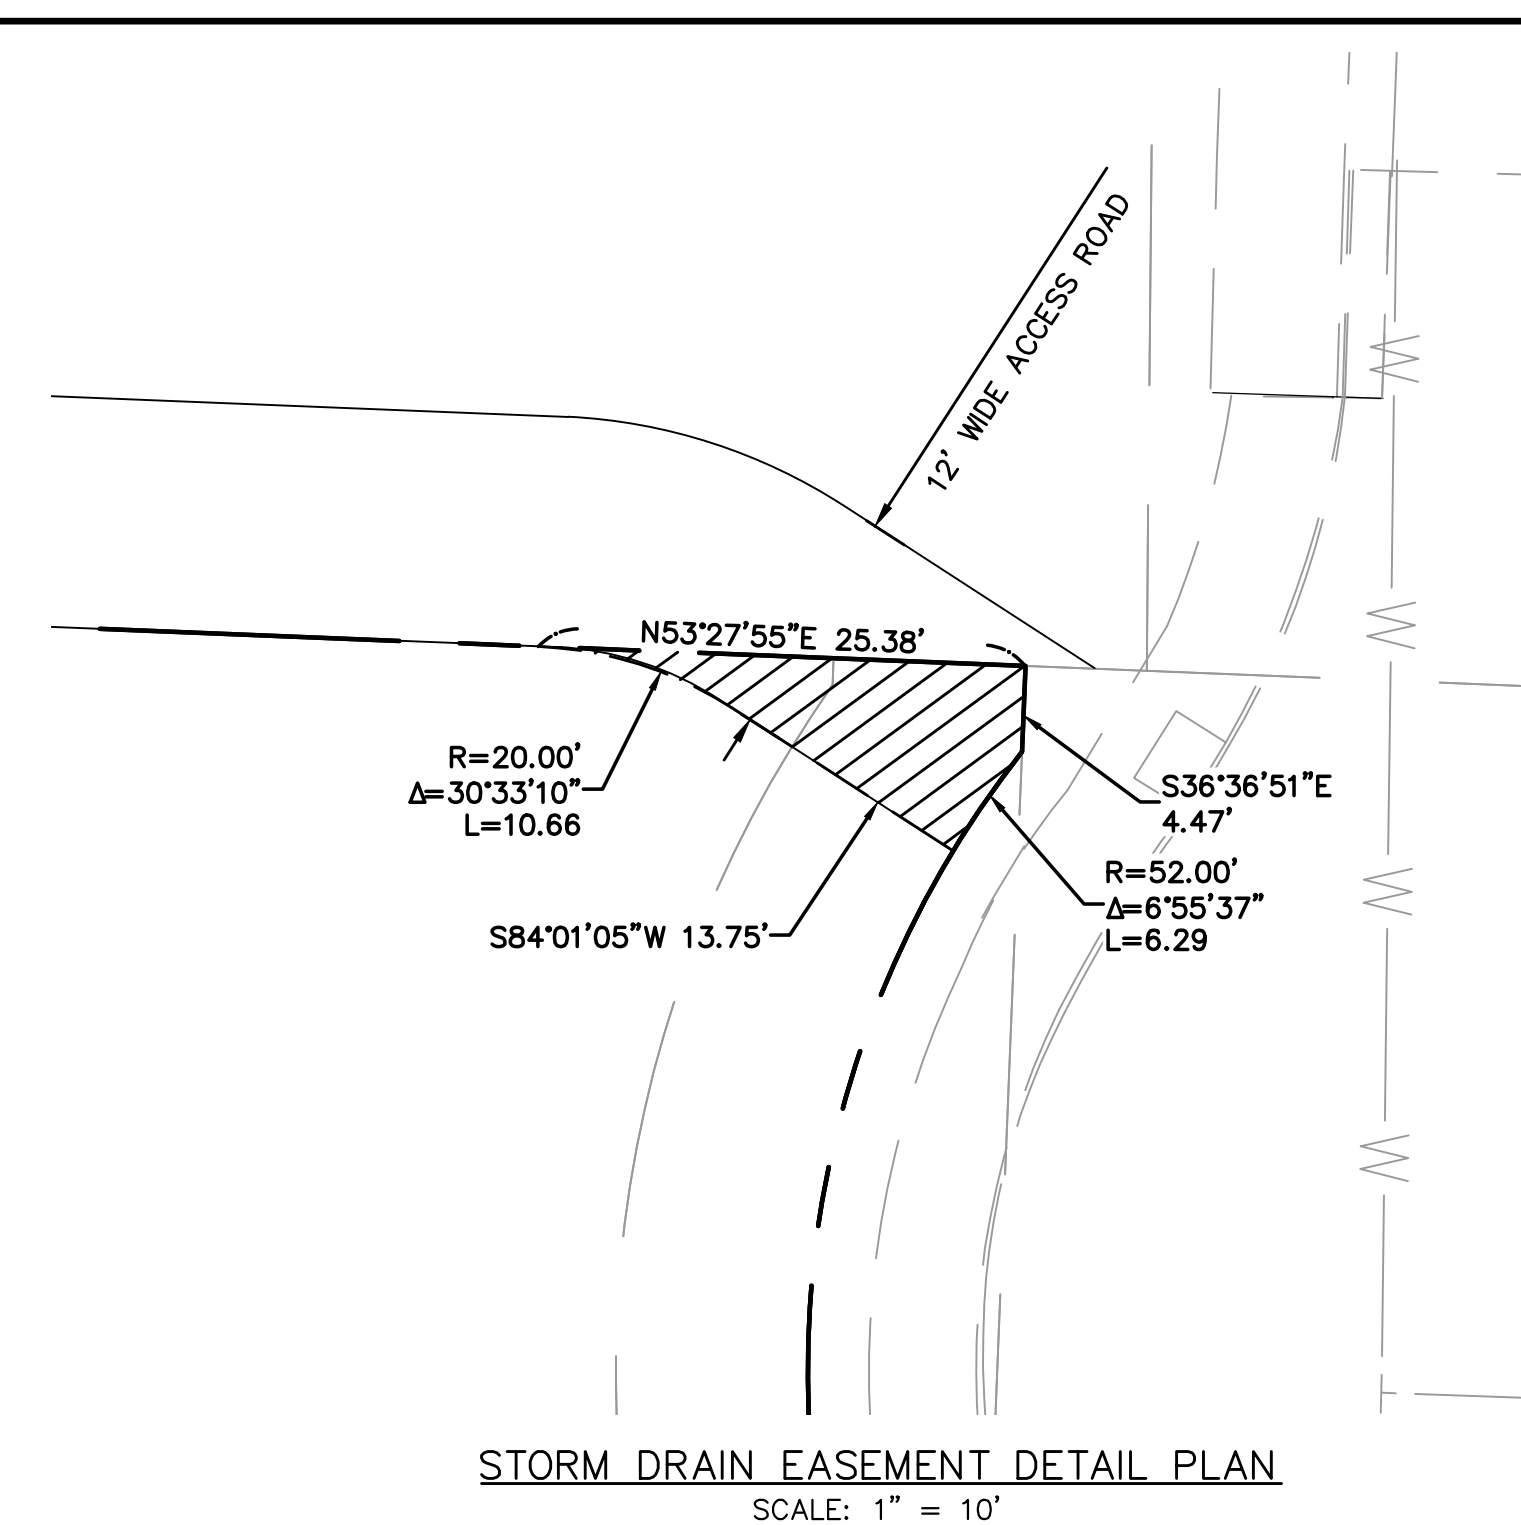 12' WIDE ACCESS ROAD
N53°27'55"E 25.38'
R=20.00'
Δ=30°33'10"
L=10.66
S36°36'51"E
4.47'
R=52.00'
Δ=6°55'37"
L=6.29
S84°01'05"W 13.75'
STORM DRAIN EASEMENT DETAIL PLAN
SCALE: 1" = 10'